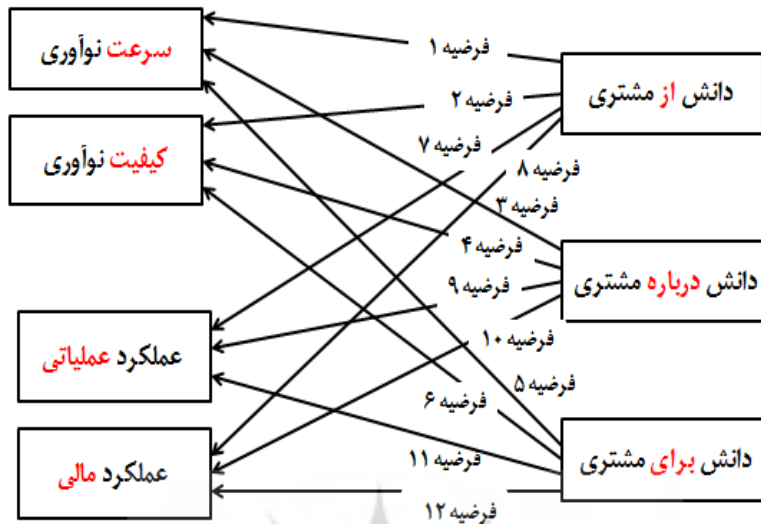 سرعت نوآوری
فرضیه ۱
دانش از مشتری
فرضیه ۲
کیفیت نوآوری
فرضیه ۷
فرضیه ۸
فرضیه ۳
فرضیه ۴
دانش درباره مشتری
فرضیه ۹
فرضیه ۱۰
عملکرد عملیاتی
فرضیه ۵
فرضیه ۶
دانش برای مشتری
فرضیه ۱۱
عملکرد مالی
فرضیه ۱۲